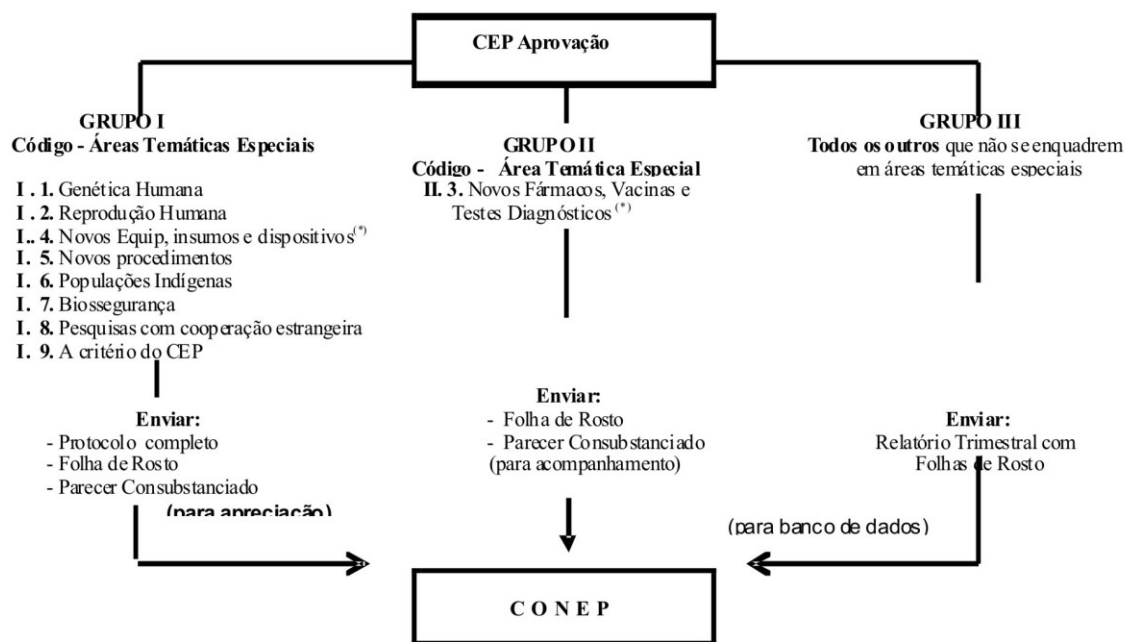 CEP Aprovação
GRUPO I
Código - Áreas Temáticas Especiais
I . 1. Genética Humana
I . 2. Reprodução Humana
I.. 4. Novos Equip, insumos e dispositivos(*)
I. 5. Novos procedimentos
I. 6. Populações Indígenas
I. 7. Biossegurança
I. 8. Pesquisas com cooperação estrangeira
I. 9. A critério do CEP
Enviar:
- Protocolo completo
- Folha de Rosto
- Parecer Consubstanciado
(para apreciação)
GRUPO II
Código - Área Temática Especial
II. 3. Novos Fármacos, Vacinas e
Testes Diagnósticos (*)
Enviar:
- Folha de Rosto
- Parecer Consubstanciado
(para acompanhamento)
GRUPO III
Todos os outros que não se enquadrem
em áreas temáticas especiais
Enviar:
Relatório Trimestral com
Folhas de Rosto
(para banco de dados)
C O N E P